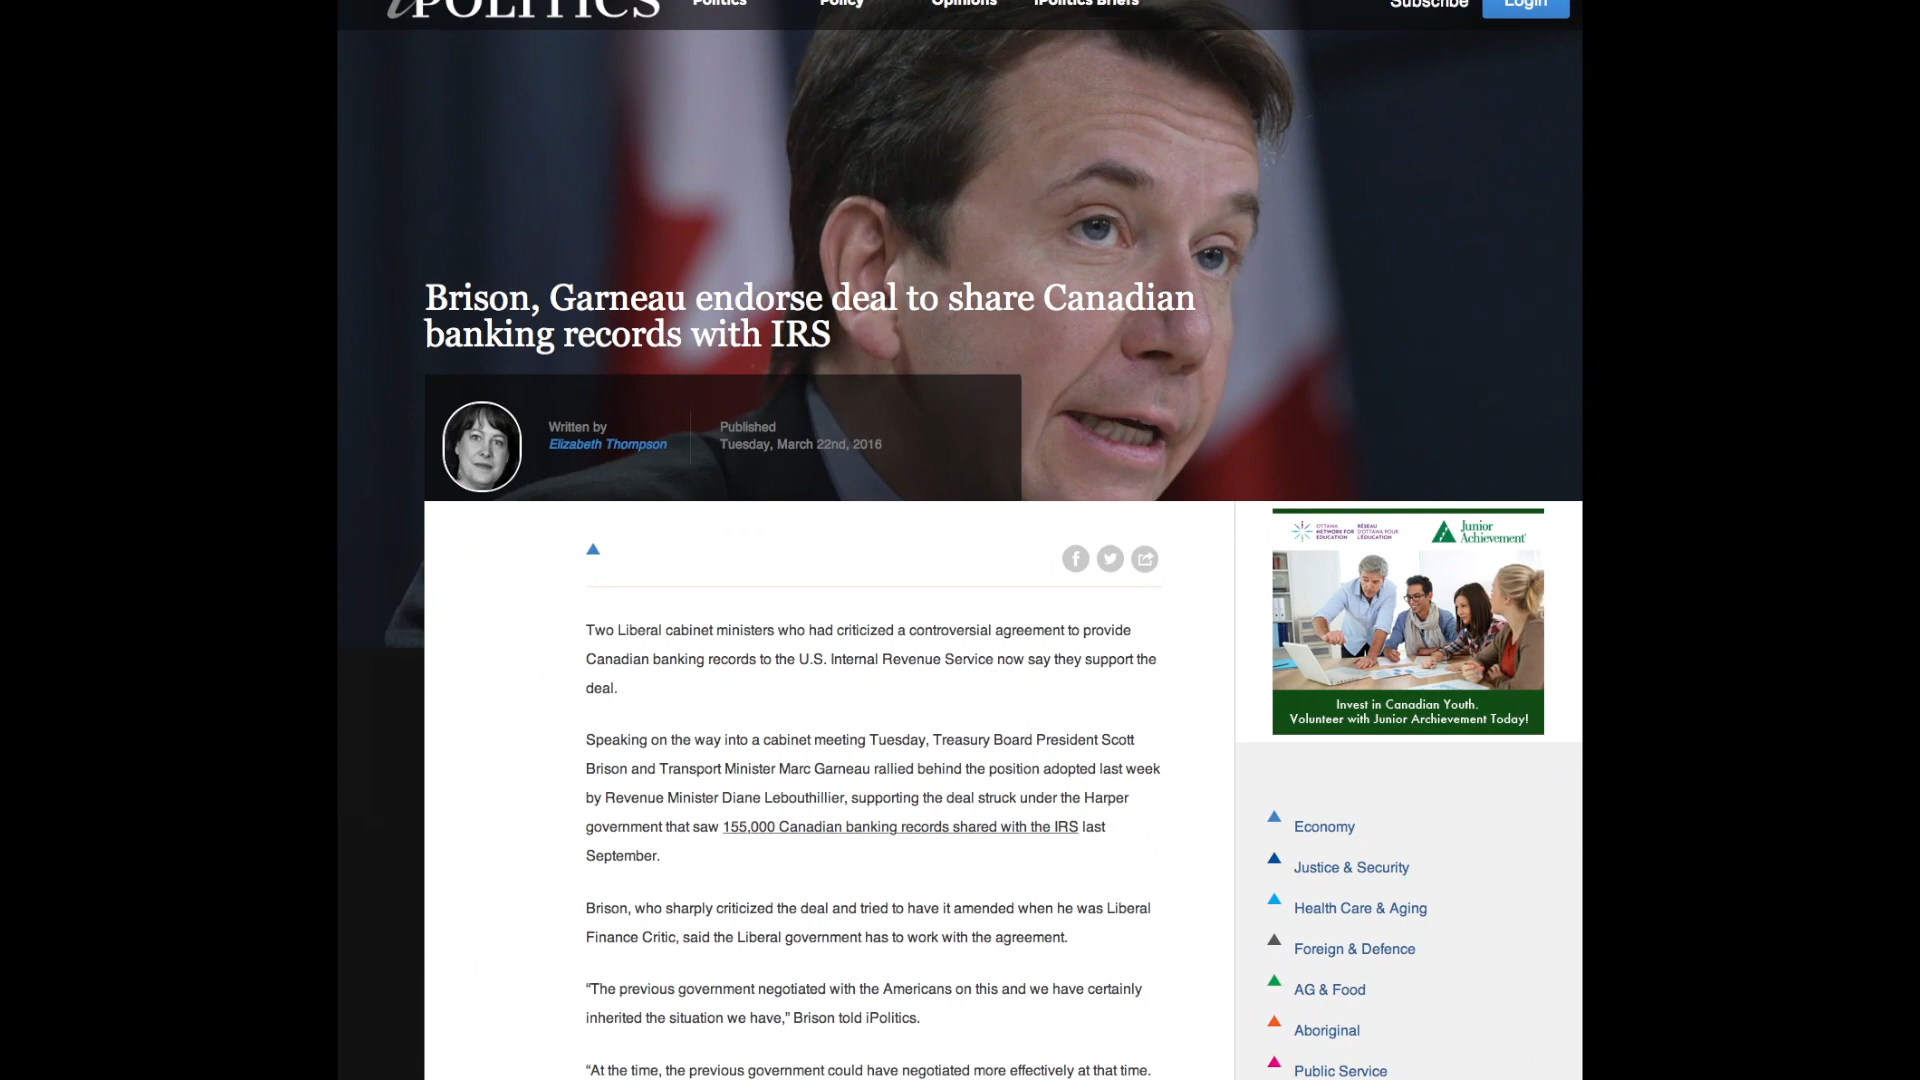 iPOLITICS
Politics
Policy
Opinions
iPolitics Briefs
Subscribe
Login
Brison, Garneau endorse deal to share Canadian
banking records with IRS
Written by
Elizabeth Thompson
Published
Tuesday, March 22nd, 2016
Two Liberal cabinet ministers who had criticized a controversial agreement to provide
Canadian banking records to the U.S. Internal Revenue Service now say they support the
deal.
Speaking on the way into a cabinet meeting Tuesday, Treasury Board President Scott
Brison and Transport Minister Marc Garneau rallied behind the position adopted last week
by Revenue Minister Diane Lebouthillier, supporting the deal struck under the Harper
government that saw 155,000 Canadian banking records shared with the IRS last
September.
Brison, who sharply criticized the deal and tried to have it amended when he was Liberal
Finance Critic, said the Liberal government has to work with the agreement.
“The previous government negotiated with the Americans on this and we have certainly
inherited the situation we have,” Brison told iPolitics.
“At the time, the previous government could have negotiated more effectively at that time.
OTTAWA
NETWORK FOR
EDUCATION
RÉSEAU
D'OTTAWA POUR
L'ÉDUCATION
Junior
Achievement
Invest in Canadian Youth.
Volunteer with Junior Archievement Today!
Economy
Justice & Security
Health Care & Aging
Foreign & Defence
AG & Food
Aboriginal
Public Service